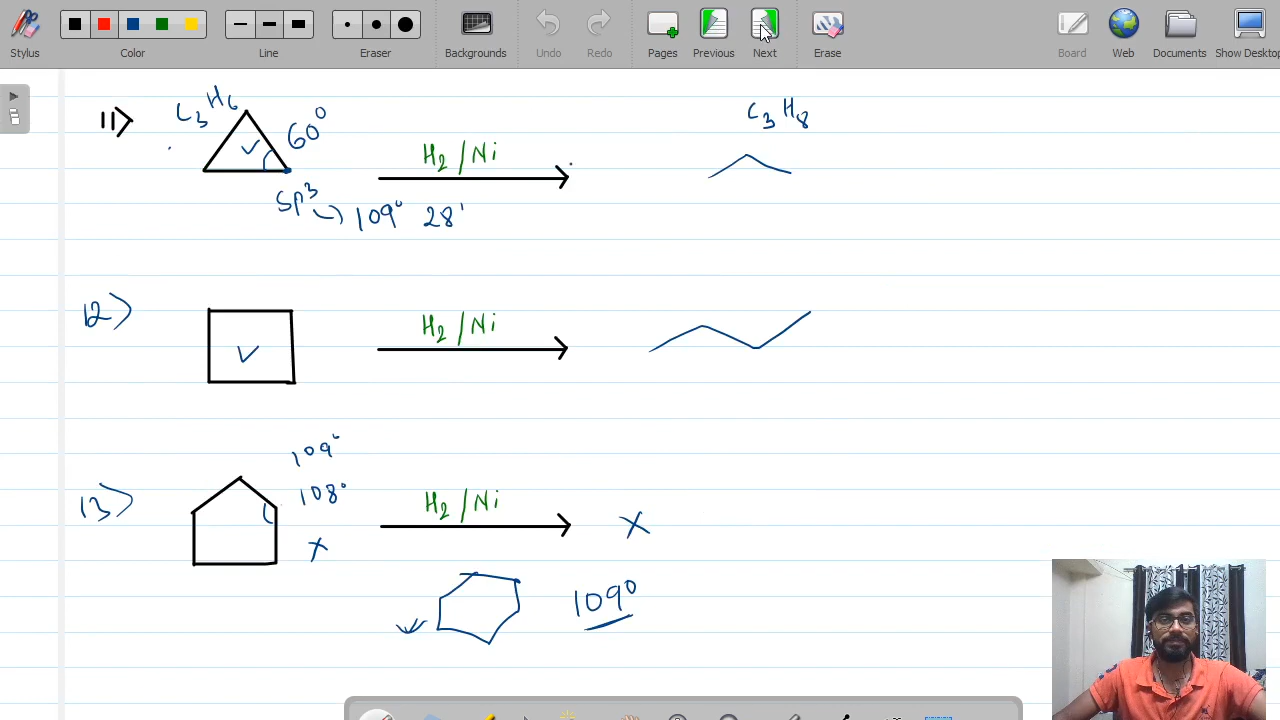 Stylus Color Line Eraser Backgrounds Undo Redo Pages Previous Next Erase Board Web Documents Show Desktop
11> C3H6 60° H2/Ni C3H8
sp3 109° 28'
12> H2/Ni
109°
13> 108° H2/Ni X
X
109°